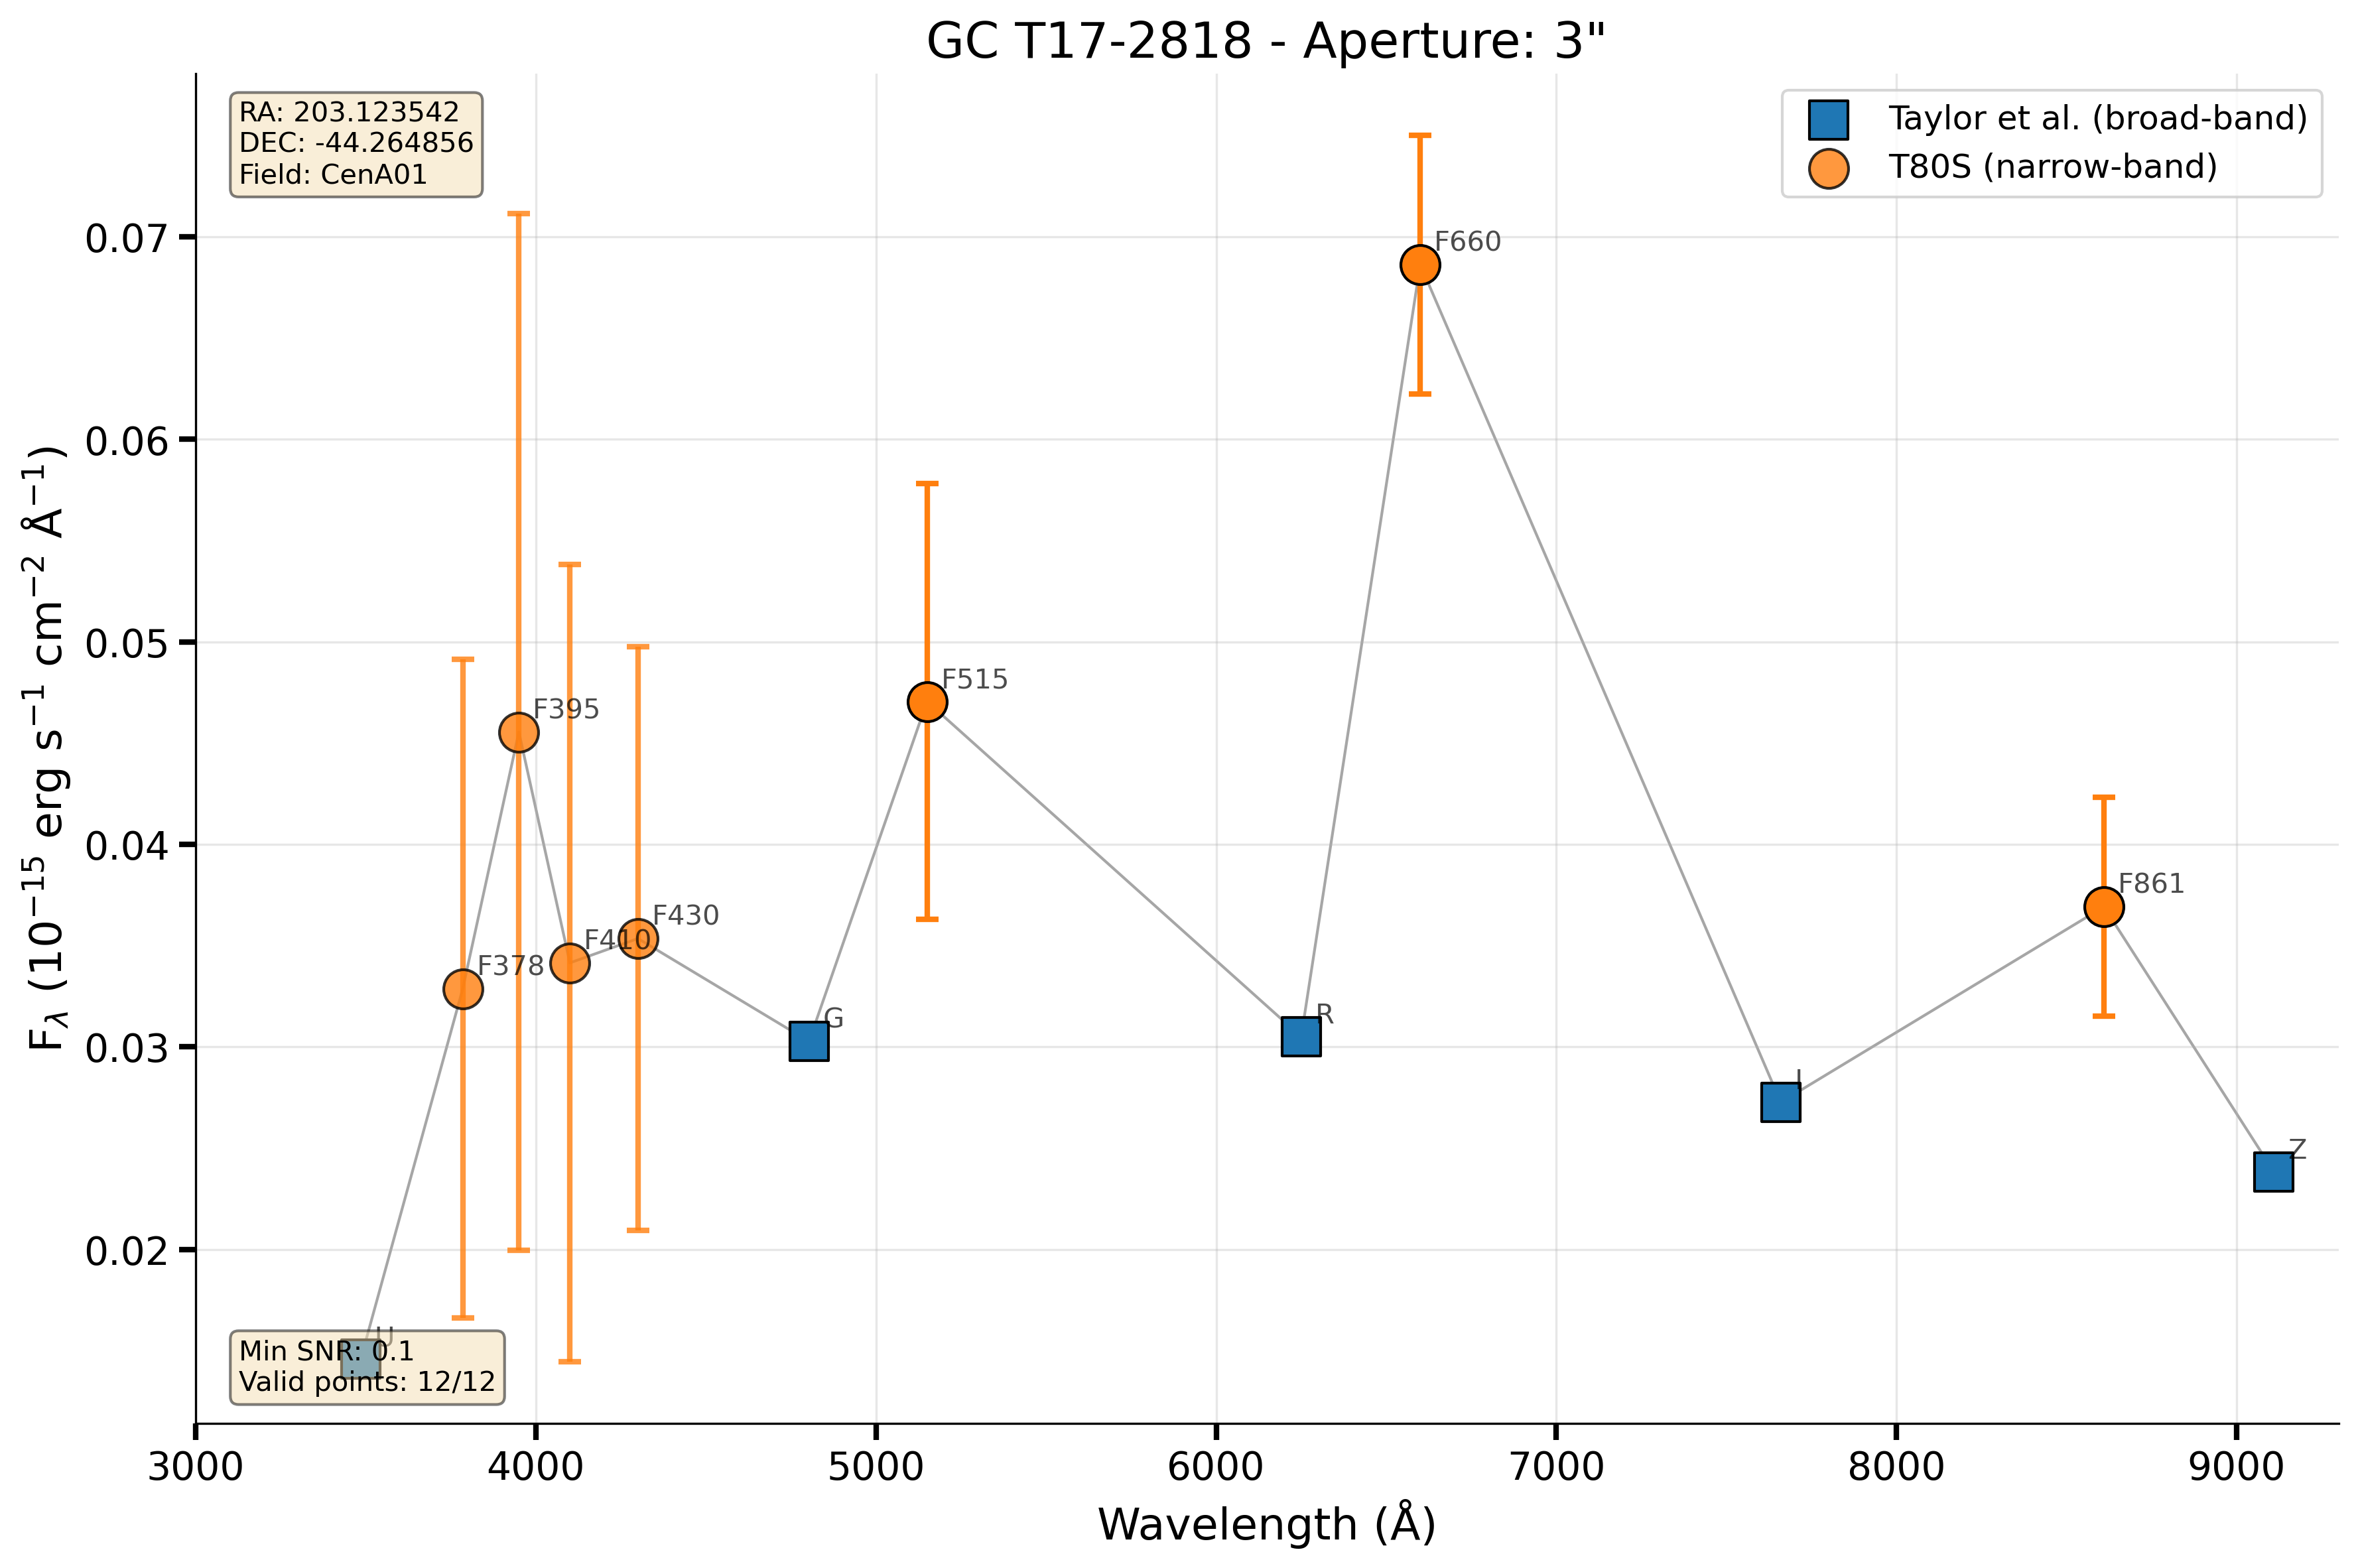 GC T17-2818 - Aperture: 3"
RA: 203.123542
DEC: -44.264856
Field: CenA01
Taylor et al. (broad-band)
T80S (narrow-band)
F660
0.07
0.06
0.05
0.04
0.03
0.02
F_λ (10⁻¹⁵ erg s⁻¹ cm⁻² Å⁻¹)
F515
F395
F861
F430
F410
F378
G
R
I
Z
U
Min SNR: 0.1
Valid points: 12/12
3000 4000 5000 6000 7000 8000 9000
Wavelength (Å)